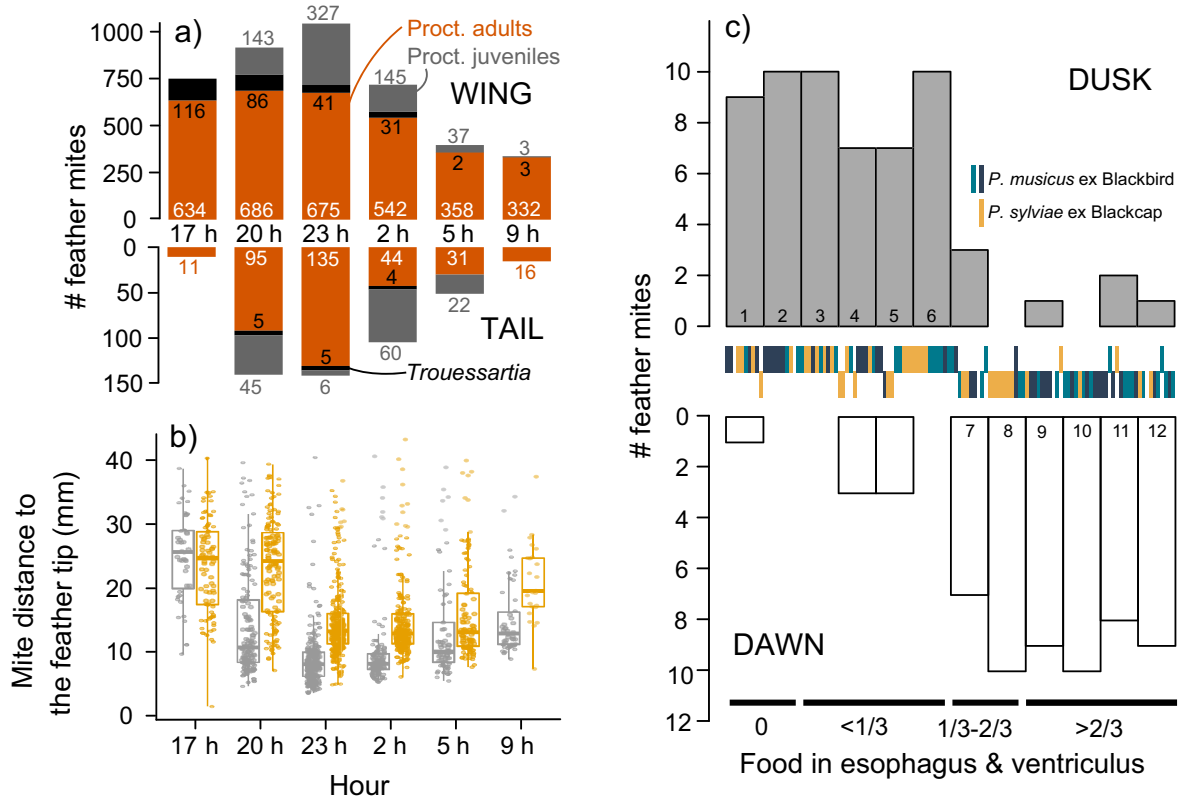 a)
# feather mites
1000
750
500
250
0
143
327
145
37
3
116
86
41
31
2
3
634
686
675
542
358
332
Proct. adults
Proct. juveniles
WING
17 h
20 h
23 h
2 h
5 h
9 h
0
50
100
150
11
95
135
44
31
16
5
5
4
45
6
60
22
TAIL
Trouessartia
b)
Mite distance to
the feather tip (mm)
40
30
20
10
0
17 h
20 h
23 h
2 h
5 h
9 h
Hour
c)
DUSK
# feather mites
10
8
6
4
2
0
1
2
3
4
5
6
P. musicus ex Blackbird
P. sylviae ex Blackcap
0
2
4
6
8
10
12
7
8
9
10
11
12
DAWN
0
<1/3
1/3-2/3
>2/3
Food in esophagus & ventriculus